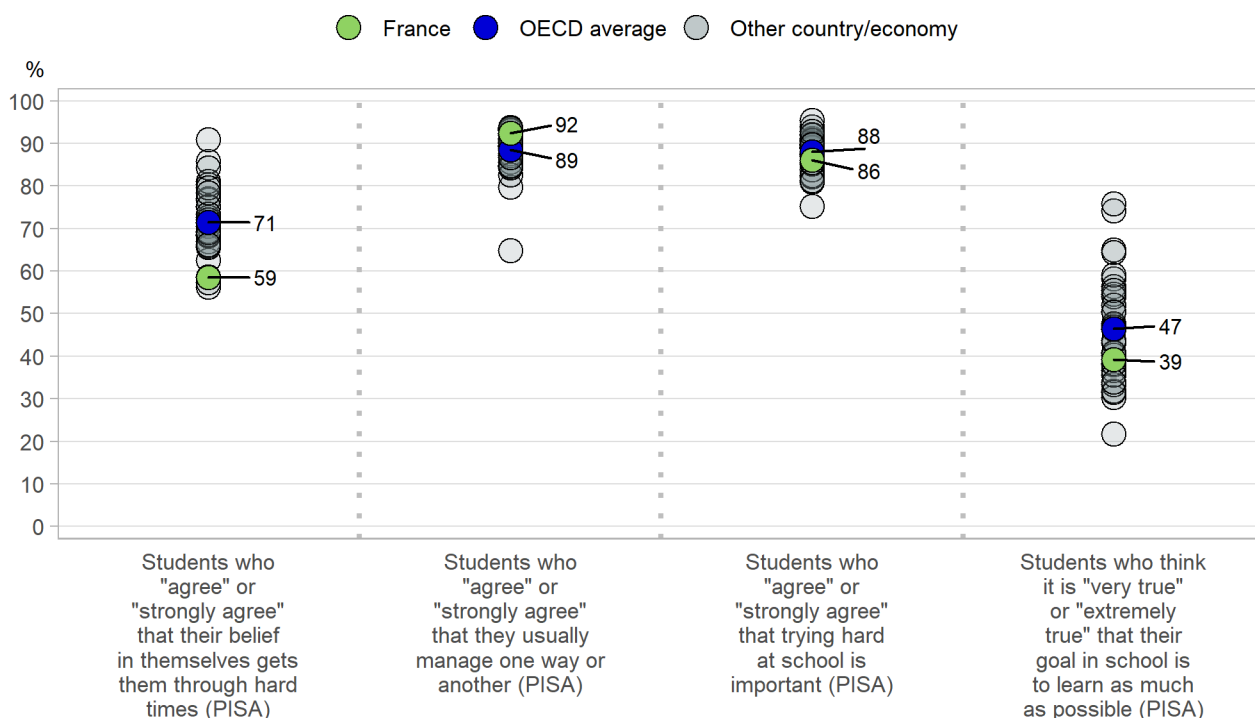 France OECD average Other country/economy
%
100
90
80
70
60
50
40
30
20
10
0
71
59
92
89
88
86
47
39
Students who
"agree" or
"strongly agree"
that their belief
in themselves gets
them through hard
times (PISA)
Students who
"agree" or
"strongly agree"
that they usually
manage one way or
another (PISA)
Students who
"agree" or
"strongly agree"
that trying hard
at school is
important (PISA)
Students who think
it is "very true"
or "extremely
true" that their
goal in school is
to learn as much
as possible (PISA)